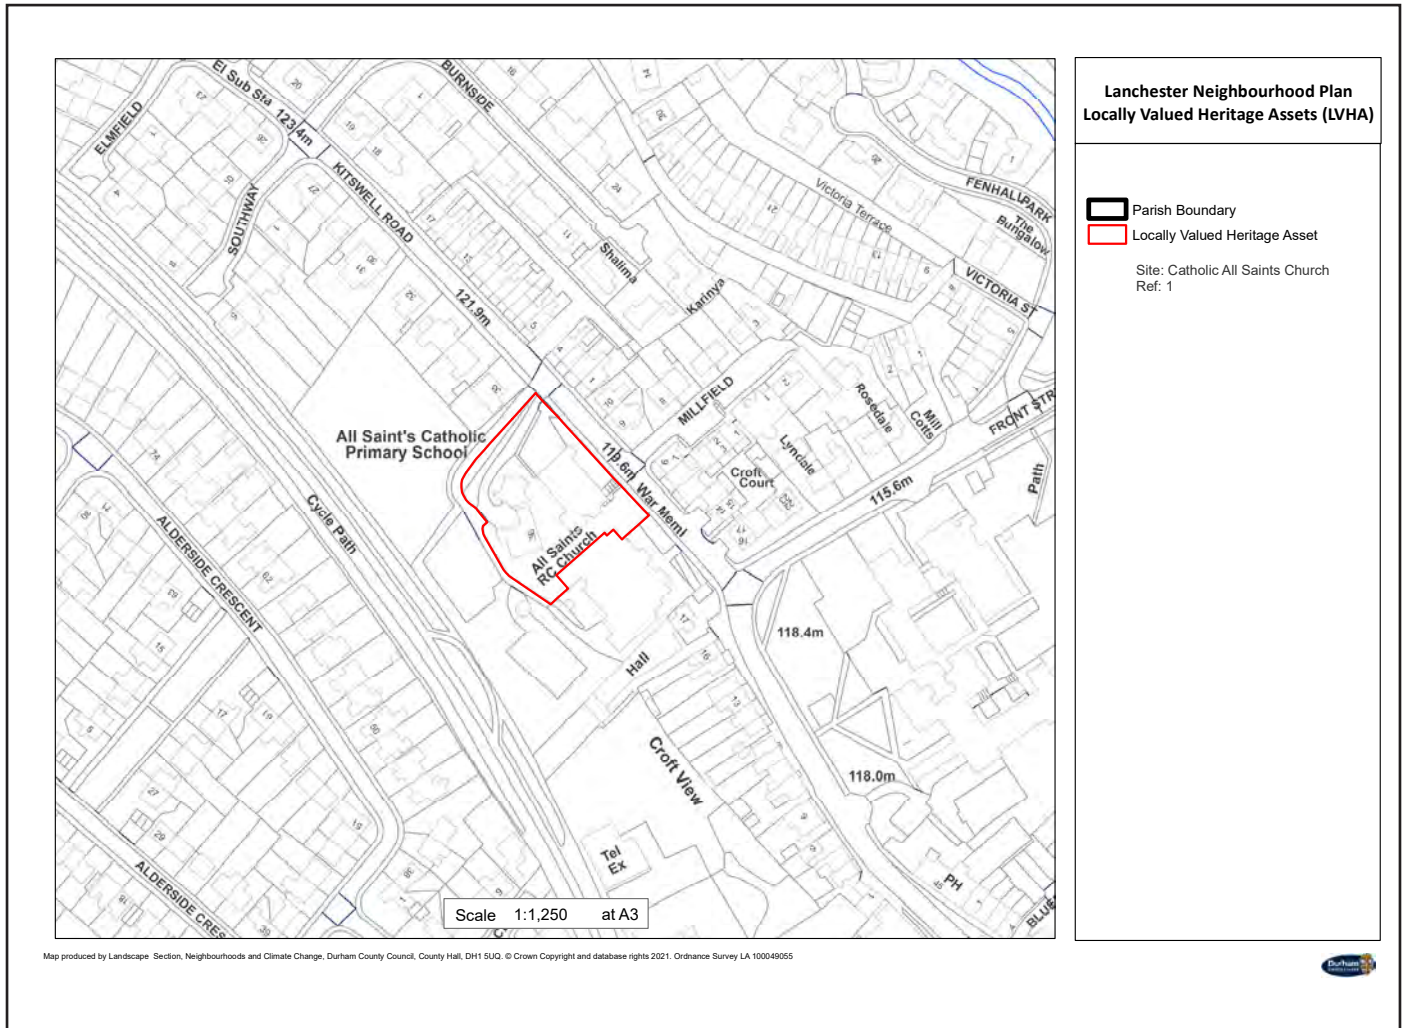 Lanchester Neighbourhood Plan
Locally Valued Heritage Assets (LVHA)
Parish Boundary
Locally Valued Heritage Asset
Site: Catholic All Saints Church
Ref: 1
El Sub Sta
123.4m
ELMFIELD
SOUTHWAY
KITSWELL ROAD
BURNSIDE
121.9m
Shalima
Karinya
Victoria Terrace
FENHALL PARK
The
Bungalow
VICTORIA ST
MILLFIELD
Rosedale
Mill
Cotts
Lyndale
Croft
Court
FRONT STR
115.6m
Path
All Saint's Catholic
Primary School
119.6m
War Meml
All Saints
RC Church
Cycle Path
ALDERSIDE CRESCENT
Hall
118.4m
Croft View
118.0m
Tel
Ex
PH
BLUE
ALDERSIDE CRES
Scale 1:1,250 at A3
Map produced by Landscape Section, Neighbourhoods and Climate Change, Durham County Council, County Hall, DH1 5UQ. © Crown Copyright and database rights 2021. Ordnance Survey LA 100049055
Durham